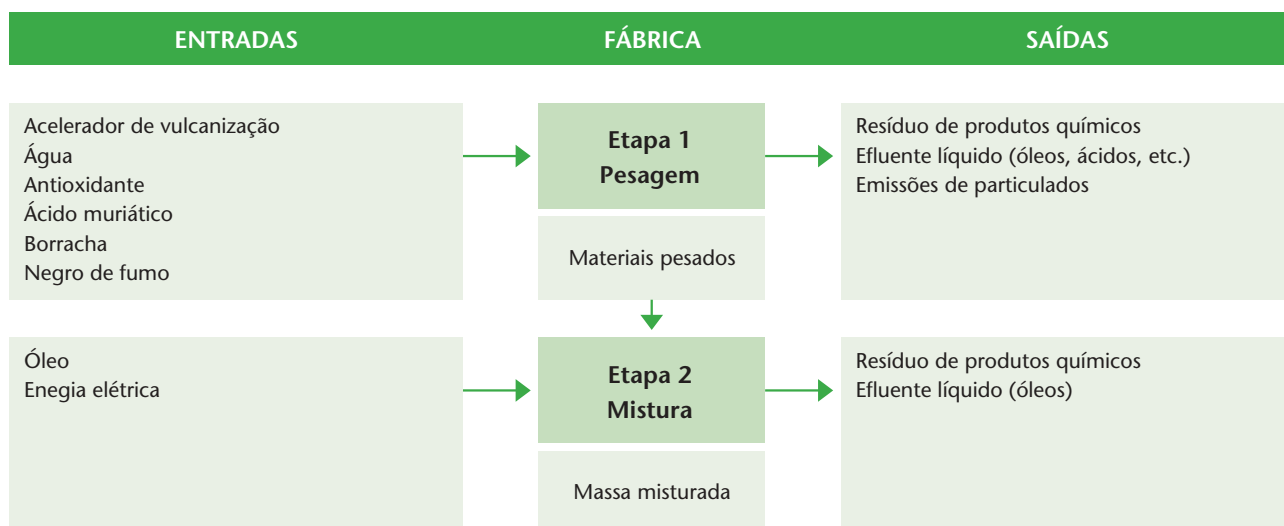 ENTRADAS
FÁBRICA
SAÍDAS
Acelerador de vulcanização
Água
Antioxidante
Ácido muriático
Borracha
Negro de fumo
Etapa 1
Pesagem
Materiais pesados
Resíduo de produtos químicos
Efluente líquido (óleos, ácidos, etc.)
Emissões de particulados
Óleo
Enegia elétrica
Etapa 2
Mistura
Massa misturada
Resíduo de produtos químicos
Efluente líquido (óleos)